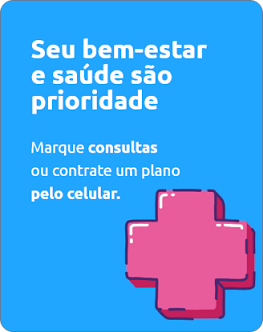 Seu bem-estar
e saúde são
prioridade
Marque consultas
ou contrate um plano
pelo celular.